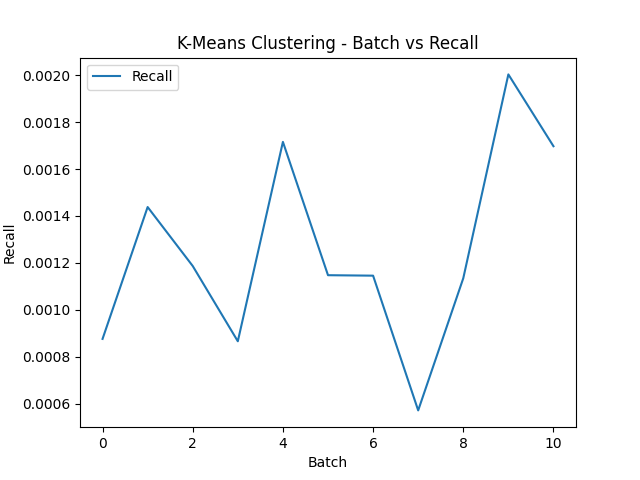 K-Means Clustering - Batch vs Recall
Recall
0.0020
0.0018
0.0016
0.0014
0.0012
0.0010
0.0008
0.0006
Recall
0 2 4 6 8 10
Batch